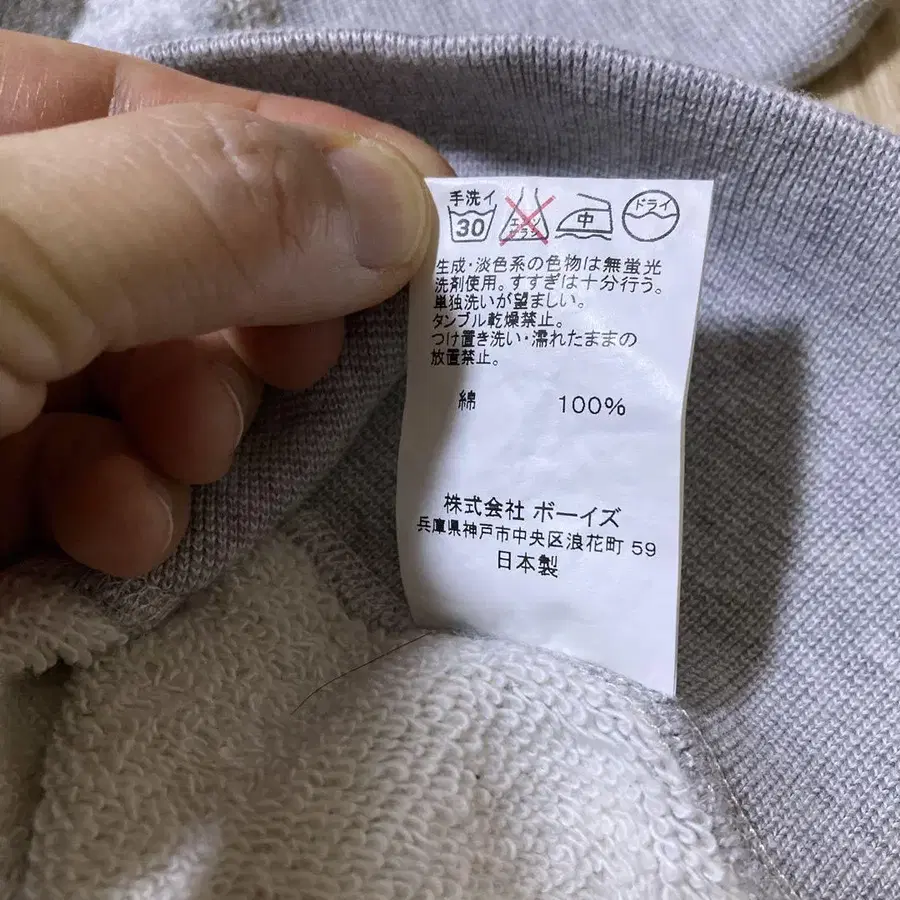 手洗イ
30
エンソ
サラシ
中
ドライ
生成・淡色系の色物は無蛍光
洗剤使用。すすぎは十分行う。
単独洗いが望ましい。
タンブル乾燥禁止。
つけ置き洗い・濡れたままの
放置禁止。
綿 100%
株式会社 ボーイズ
兵庫県神戸市中央区浪花町 59
日本製